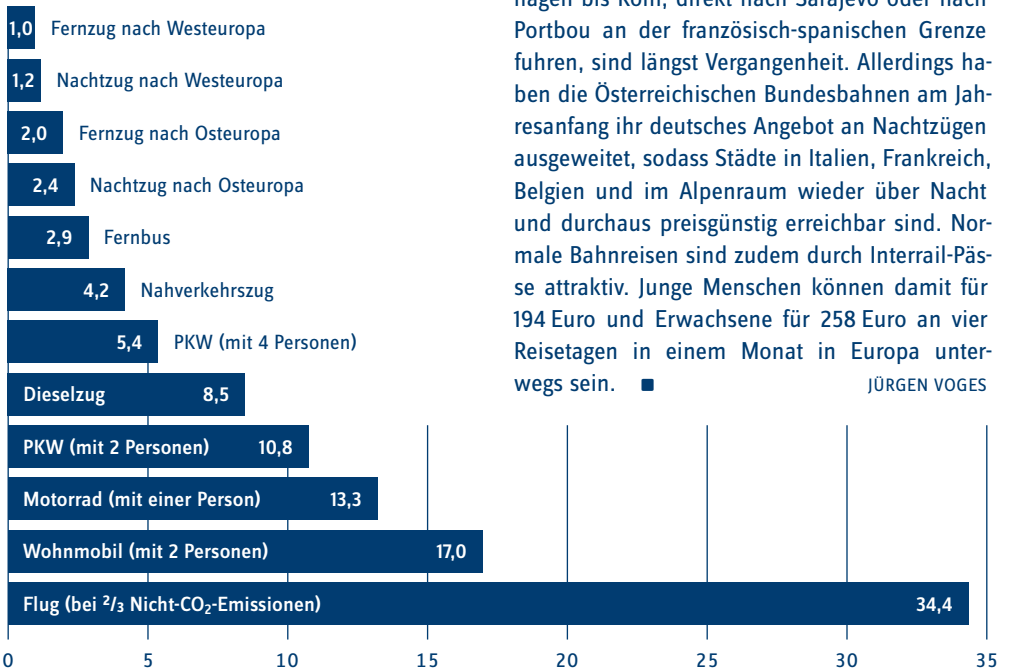 1,0 Fernzug nach Westeuropa
1,2 Nachtzug nach Westeuropa
2,0 Fernzug nach Osteuropa
2,4 Nachtzug nach Osteuropa
2,9 Fernbus
4,2 Nahverkehrszug
5,4 PKW (mit 4 Personen)
Dieselzug 8,5
PKW (mit 2 Personen) 10,8
Motorrad (mit einer Person) 13,3
Wohnmobil (mit 2 Personen) 17,0
Flug (bei ²/₃ Nicht-CO₂-Emissionen) 34,4
0 5 10 15 20 25 30 35
bis Rom, direkt nach Sarajevo oder nach
Portbou an der französisch-spanischen Grenze
fuhren, sind längst Vergangenheit. Allerdings ha-
ben die Österreichischen Bundesbahnen am Jah-
resanfang ihr deutsches Angebot an Nachtzügen
ausgeweitet, sodass Städte in Italien, Frankreich,
Belgien und im Alpenraum wieder über Nacht
und durchaus preisgünstig erreichbar sind. Nor-
male Bahnreisen sind zudem durch Interrail-Päs-
se attraktiv. Junge Menschen können damit für
194 Euro und Erwachsene für 258 Euro an vier
Reisetagen in einem Monat in Europa unter-
wegs sein. ■ JÜRGEN VOGES